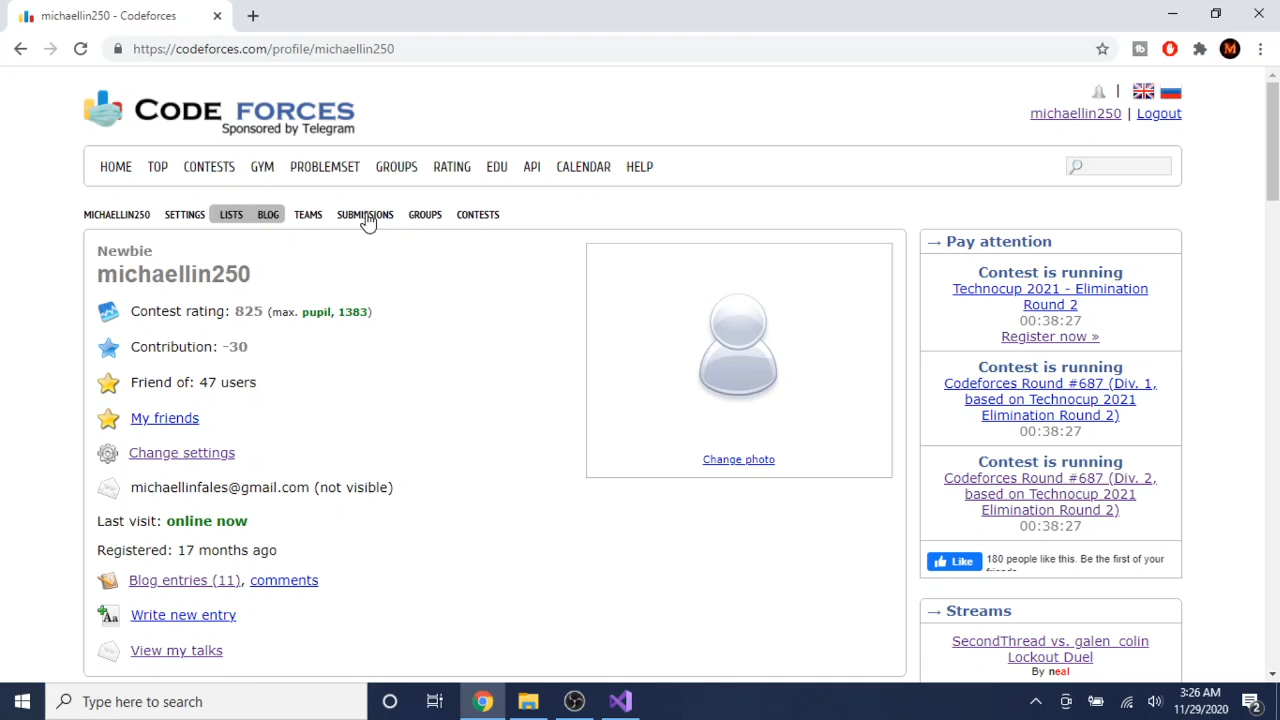 michaellin250 - Codeforces
https://codeforces.com/profile/michaellin250
CODE FORCES
Sponsored by Telegram
michaellin250 | Logout
HOME TOP CONTESTS GYM PROBLEMSET GROUPS RATING EDU API CALENDAR HELP
MICHAELLIN250 SETTINGS LISTS BLOG TEAMS SUBMISSIONS GROUPS CONTESTS
Newbie
michaellin250
Contest rating: 825 (max. pupil, 1383)
Contribution: -30
Friend of: 47 users
My friends
Change settings
michaellinfales@gmail.com (not visible)
Last visit: online now
Registered: 17 months ago
Blog entries (11), comments
Write new entry
View my talks
Change photo
→ Pay attention
Contest is running
Technocup 2021 - Elimination
Round 2
00:38:27
Register now »
Contest is running
Codeforces Round #687 (Div. 1,
based on Technocup 2021
Elimination Round 2)
00:38:27
Contest is running
Codeforces Round #687 (Div. 2,
based on Technocup 2021
Elimination Round 2)
00:38:27
Like 180 people like this. Be the first of your
friends.
→ Streams
SecondThread vs. galen_colin
Lockout Duel
By neal
Type here to search
3:26 AM
11/29/2020
2